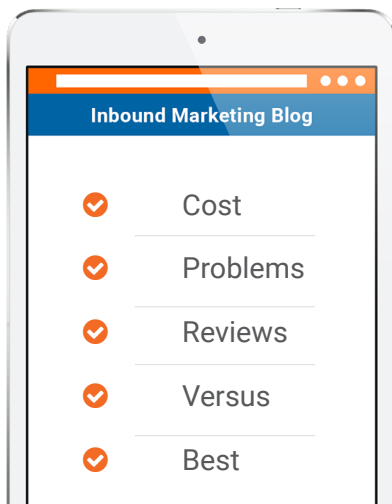 Inbound Marketing Blog
Cost
Problems
Reviews
Versus
Best